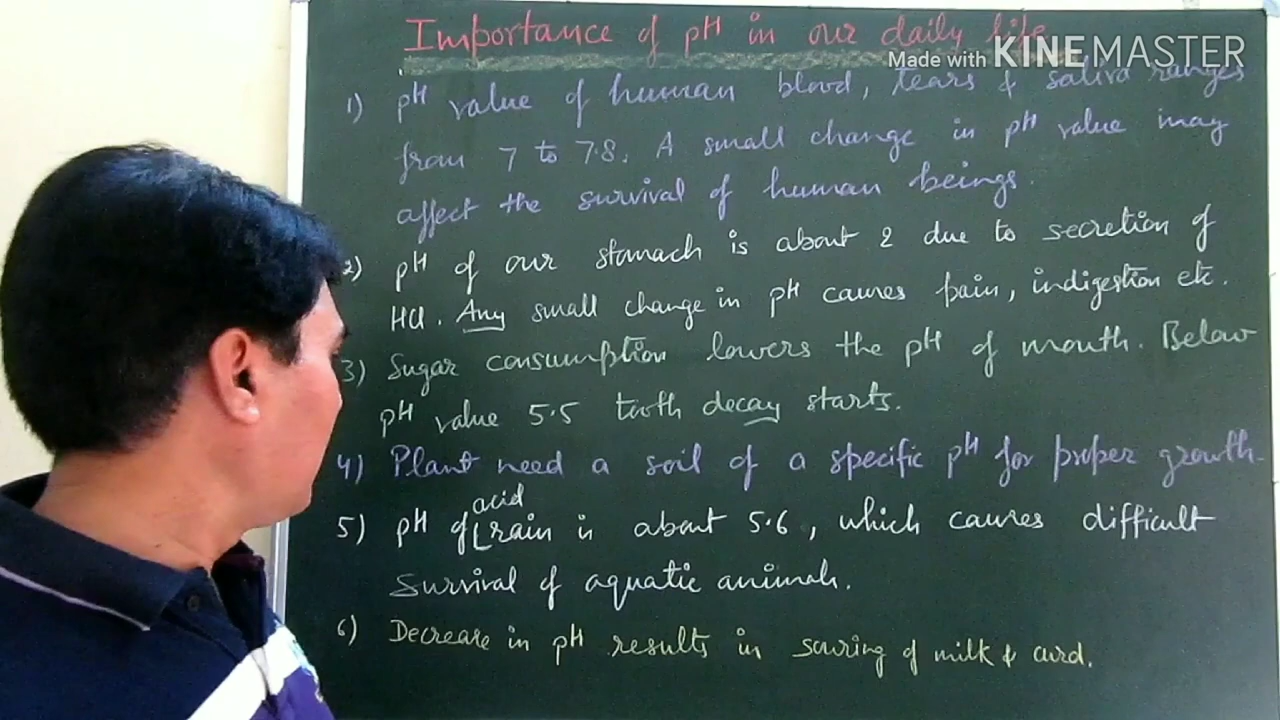 Importance of pH in our daily life
Made with KINEMASTER
1) pH value of human blood, tears & saliva ranges
from 7 to 7.8. A small change in pH value may
affect the survival of human beings.
2) pH of our stomach is about 2 due to secretion of
HCl. Any small change in pH causes pain, indigestion etc.
3) Sugar consumption lowers the pH of mouth. Below
pH value 5.5 tooth decay starts.
4) Plant need a soil of a specific pH for proper growth.
acid
5) pH of rain is about 5.6, which causes difficult
survival of aquatic animals.
6) Decrease in pH results in souring of milk & curd.